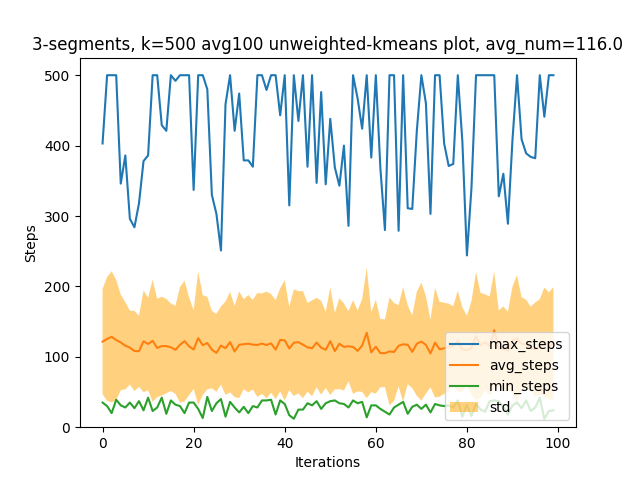 3-segments, k=500 avg100 unweighted-kmeans plot, avg_num=116.0
Steps
500
400
300
200
100
0
0 20 40 60 80 100
Iterations
max_steps
avg_steps
min_steps
std